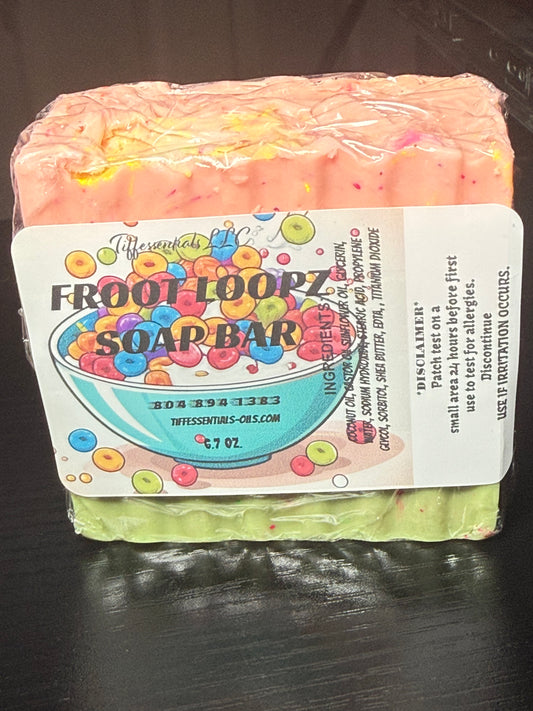 Tiffessentials LLC
FROOT LOOPZ
SOAP BAR
804 894 1383
TIFFESSENTIALS-OILS.COM
6.7 OZ
INGREDIENTS:
COCONUT OIL, CASTOR OIL, SUNFLOWER OIL, GLYCERIN,
WATER, SODIUM HYDROXIDE, STEARIC ACID, PROPYLENE
GLYCOL, SORBITOL, SHEA BUTTER, EDTA, , TITANIUM DIOXIDE
*DISCLAIMER*
Patch test on a
small area 24 hours before first
use to test for allergies.
Discontinue
USE IF IRRITATION OCCURS.